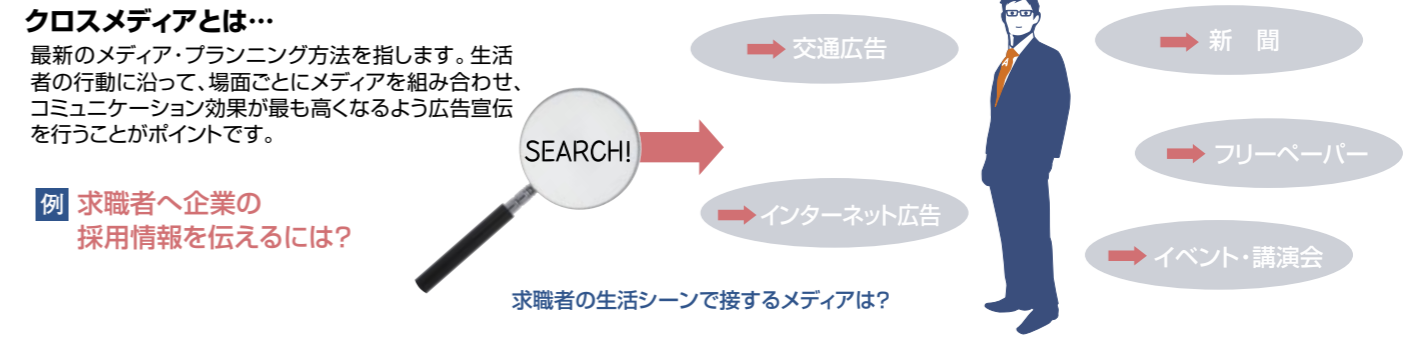 クロスメディアとは…
最新のメディア・プランニング方法を指します。生活
者の行動に沿って、場面ごとにメディアを組み合わせ、
コミュニケーション効果が最も高くなるよう広告宣伝
を行うことがポイントです。
例 求職者へ企業の
採用情報を伝えるには?
SEARCH!
交通広告
インターネット広告
求職者の生活シーンで接するメディアは?
新　聞
フリーペーパー
イベント・講演会
A